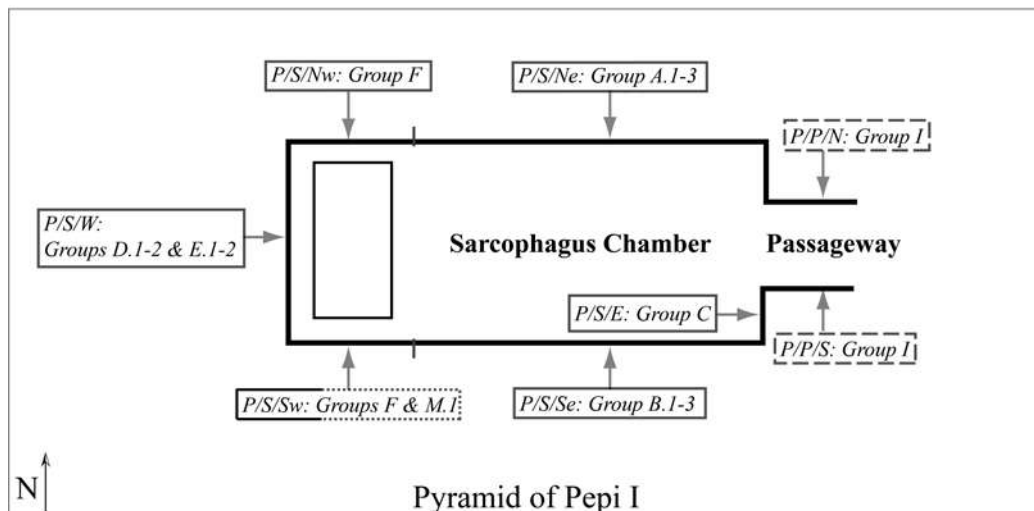 P/S/Nw: Group F
P/S/Ne: Group A.1-3
P/P/N: Group I
P/S/W:
Groups D.1-2 & E.1-2
Sarcophagus Chamber
Passageway
P/S/E: Group C
P/P/S: Group I
P/S/Sw: Groups F & M.1
P/S/Se: Group B.1-3
N
Pyramid of Pepi I